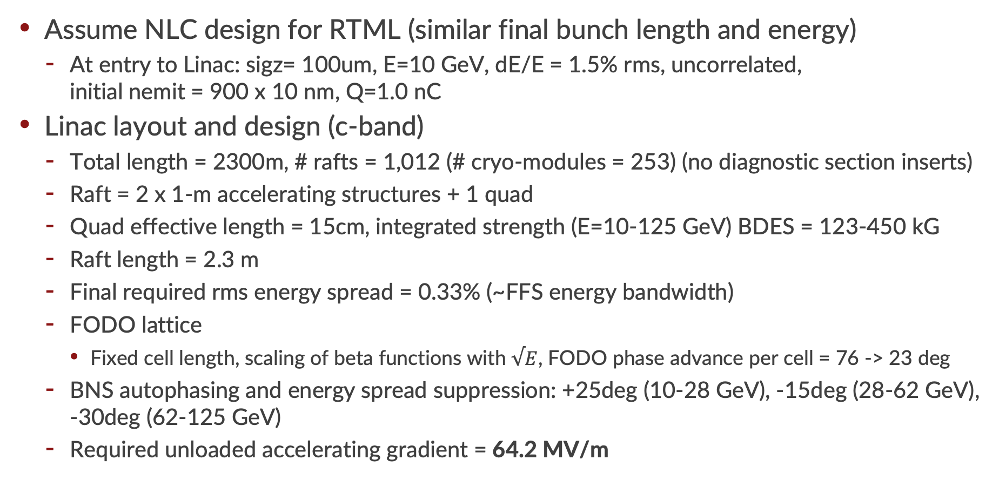 • Assume NLC design for RTML (similar final bunch length and energy)
- At entry to Linac: sigz= 100um, E=10 GeV, dE/E = 1.5% rms, uncorrelated,
initial nemit = 900 x 10 nm, Q=1.0 nC
• Linac layout and design (c-band)
- Total length = 2300m, # rafts = 1,012 (# cryo-modules = 253) (no diagnostic section inserts)
- Raft = 2 x 1-m accelerating structures + 1 quad
- Quad effective length = 15cm, integrated strength (E=10-125 GeV) BDES = 123-450 kG
- Raft length = 2.3 m
- Final required rms energy spread = 0.33% (~FFS energy bandwidth)
- FODO lattice
• Fixed cell length, scaling of beta functions with √E, FODO phase advance per cell = 76 -> 23 deg
- BNS autophasing and energy spread suppression: +25deg (10-28 GeV), -15deg (28-62 GeV),
-30deg (62-125 GeV)
- Required unloaded accelerating gradient = 64.2 MV/m